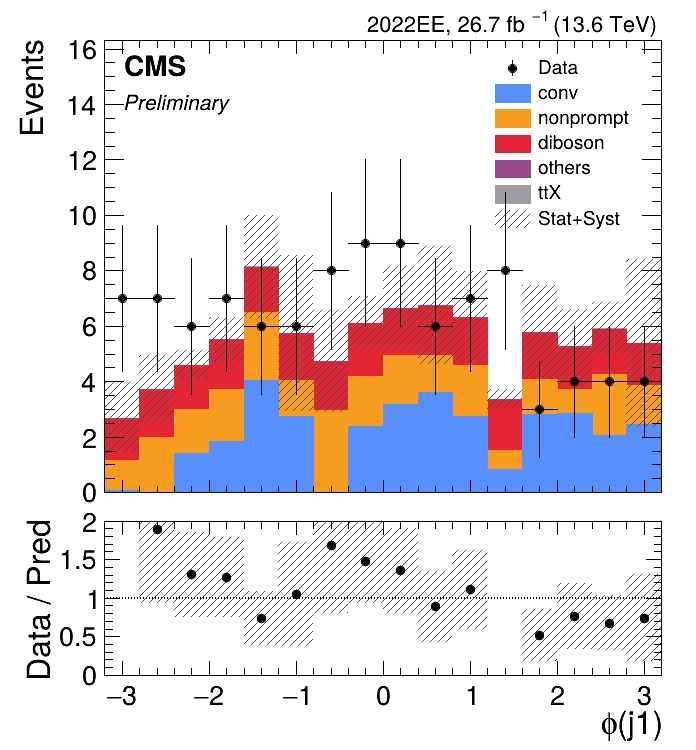 2022EE, 26.7 fb ⁻¹ (13.6 TeV)
CMS
Preliminary
Events
16
14
12
10
8
6
4
2
0
Data
conv
nonprompt
diboson
others
ttX
Stat+Syst
Data / Pred
2
1.5
1
0.5
0
−3 −2 −1 0 1 2 3
ϕ(j1)